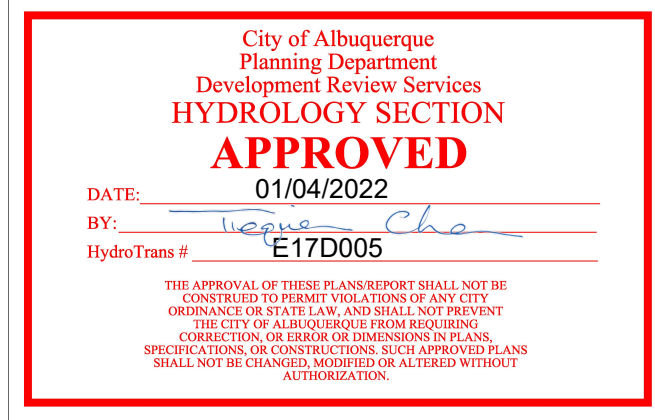 City of Albuquerque
Planning Department
Development Review Services
HYDROLOGY SECTION
APPROVED
DATE: 01/04/2022
BY:
HydroTrans # E17D005
THE APPROVAL OF THESE PLANS/REPORT SHALL NOT BE
CONSTRUED TO PERMIT VIOLATIONS OF ANY CITY
ORDINANCE OR STATE LAW, AND SHALL NOT PREVENT
THE CITY OF ALBUQUERQUE FROM REQUIRING
CORRECTION, OR ERROR OR DIMENSIONS IN PLANS,
SPECIFICATIONS, OR CONSTRUCTIONS. SUCH APPROVED PLANS
SHALL NOT BE CHANGED, MODIFIED OR ALTERED WITHOUT
AUTHORIZATION.